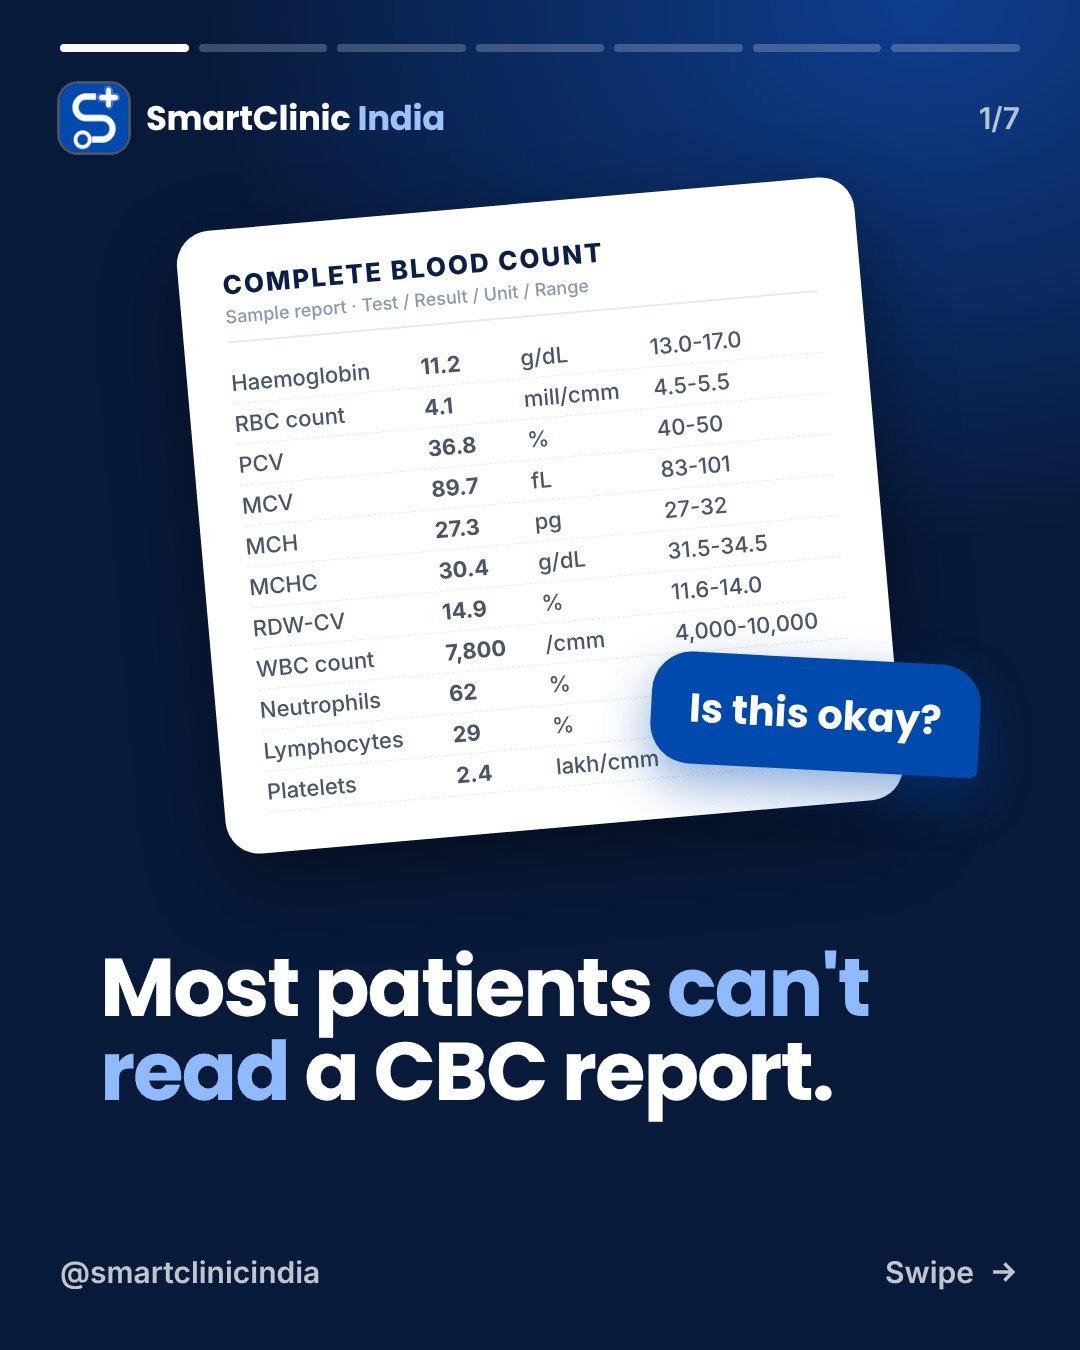 SmartClinic India
1/7
COMPLETE BLOOD COUNT
Sample report · Test / Result / Unit / Range
Haemoglobin 11.2 g/dL 13.0-17.0
RBC count 4.1 mill/cmm 4.5-5.5
PCV 36.8 % 40-50
MCV 89.7 fL 83-101
MCH 27.3 pg 27-32
MCHC 30.4 g/dL 31.5-34.5
RDW-CV 14.9 % 11.6-14.0
WBC count 7,800 /cmm 4,000-10,000
Neutrophils 62 %
Lymphocytes 29 %
Platelets 2.4 lakh/cmm
Is this okay?
Most patients can't
read a CBC report.
@smartclinicindia
Swipe →